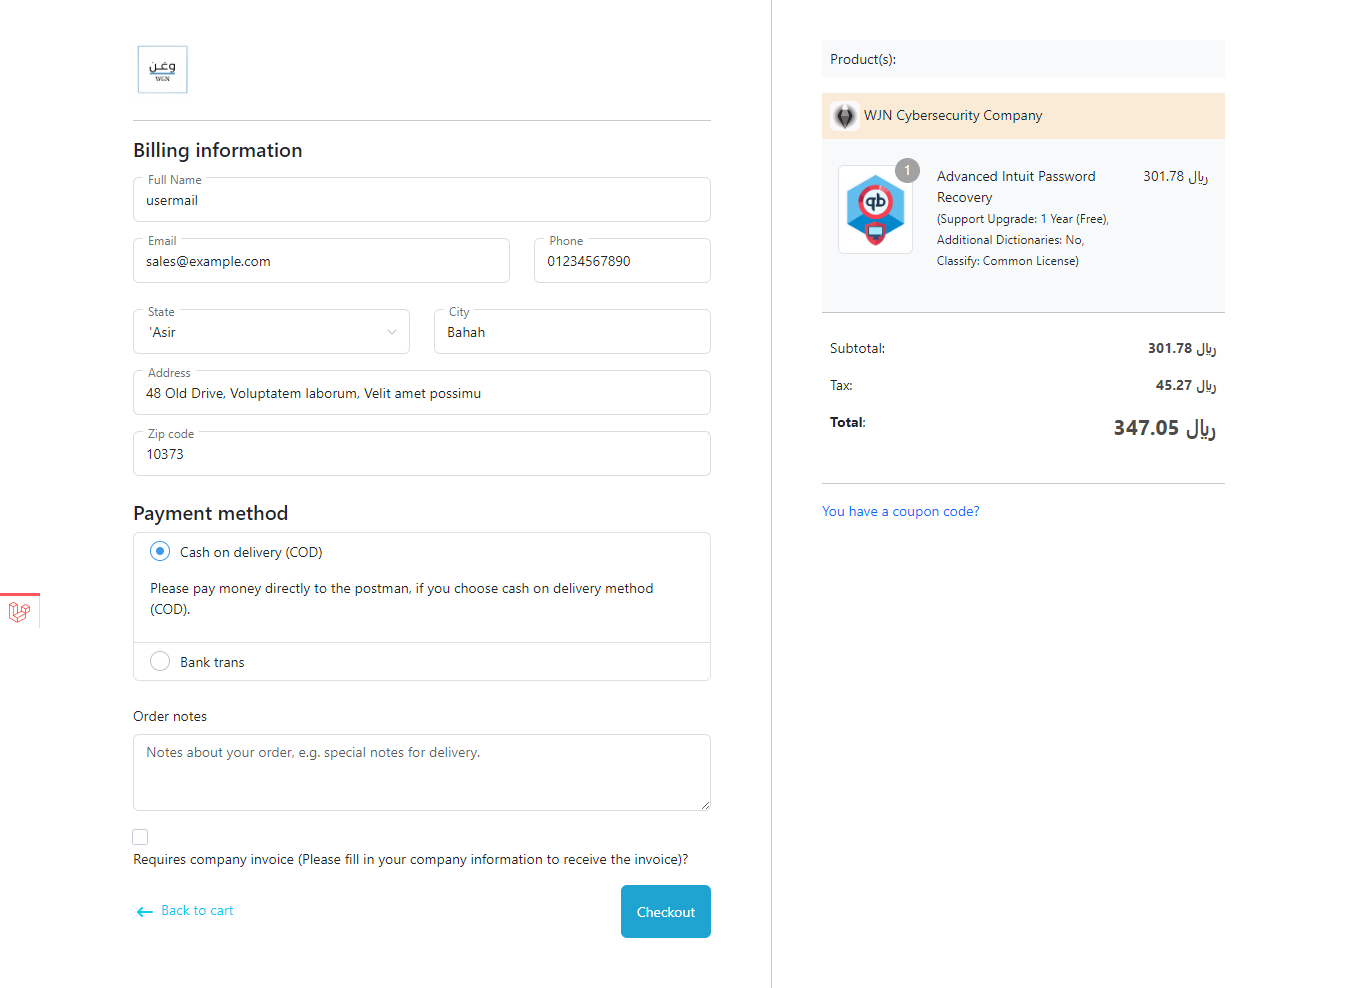 وغن
WGN
Billing information
Full Name
usermail
Email
sales@example.com
Phone
01234567890
State
'Asir
City
Bahah
Address
48 Old Drive, Voluptatem laborum, Velit amet possimu
Zip code
10373
Payment method
Cash on delivery (COD)
Please pay money directly to the postman, if you choose cash on delivery method
(COD).
Bank trans
Order notes
Notes about your order, e.g. special notes for delivery.
Requires company invoice (Please fill in your company information to receive the invoice)?
Back to cart
Checkout
Product(s):
WJN Cybersecurity Company
qb
1
Advanced Intuit Password
Recovery
(Support Upgrade: 1 Year (Free),
Additional Dictionaries: No,
Classify: Common License)
301.78 ريال
Subtotal:
301.78 ريال
Tax:
45.27 ريال
Total:
347.05 ريال
You have a coupon code?